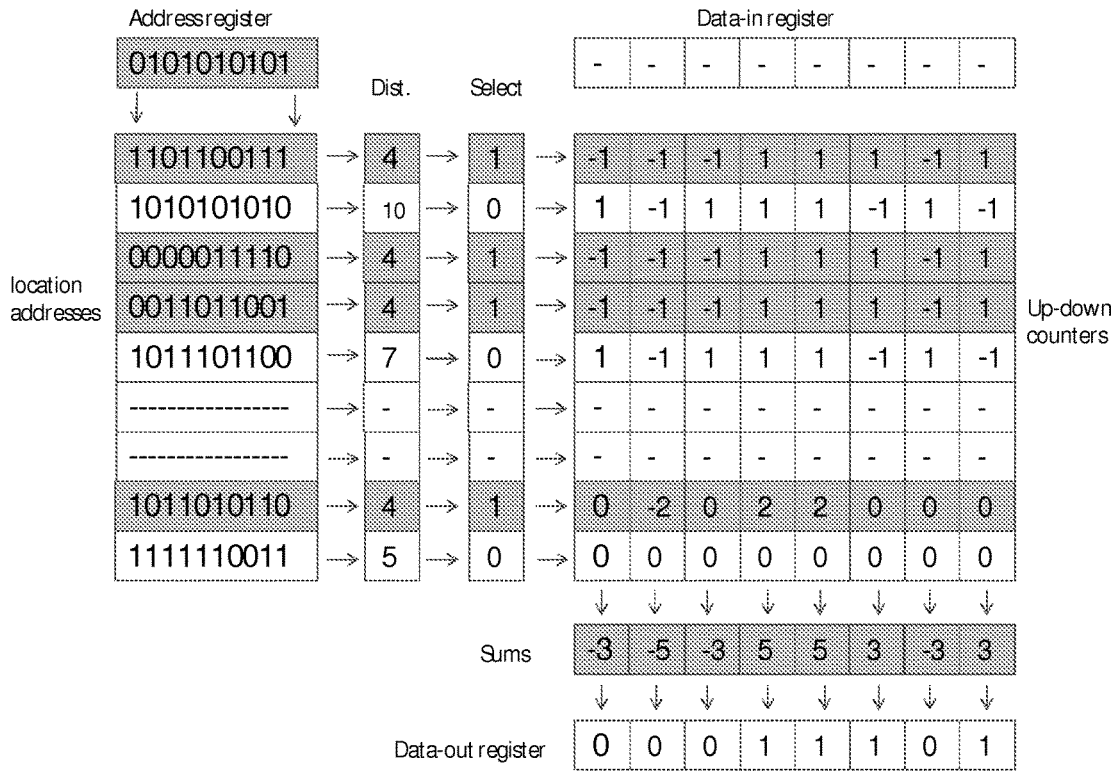 Address register Data-in register
0101010101 - - - - - - - -
Dist. Select
1101100111 4 1 -1 -1 -1 1 1 1 -1 1
1010101010 10 0 1 -1 1 1 1 -1 1 -1
0000011110 4 1 -1 -1 -1 1 1 1 -1 1
location addresses
0011011001 4 1 -1 -1 -1 1 1 1 -1 1
Up-down counters
1011101100 7 0 1 -1 1 1 1 -1 1 -1
----------------- - - - - - - - - - -
----------------- - - - - - - - - - -
1011010110 4 1 0 -2 0 2 2 0 0 0
1111110011 5 0 0 0 0 0 0 0 0 0
Sums -3 -5 -3 5 5 3 -3 3
Data-out register 0 0 0 1 1 1 0 1